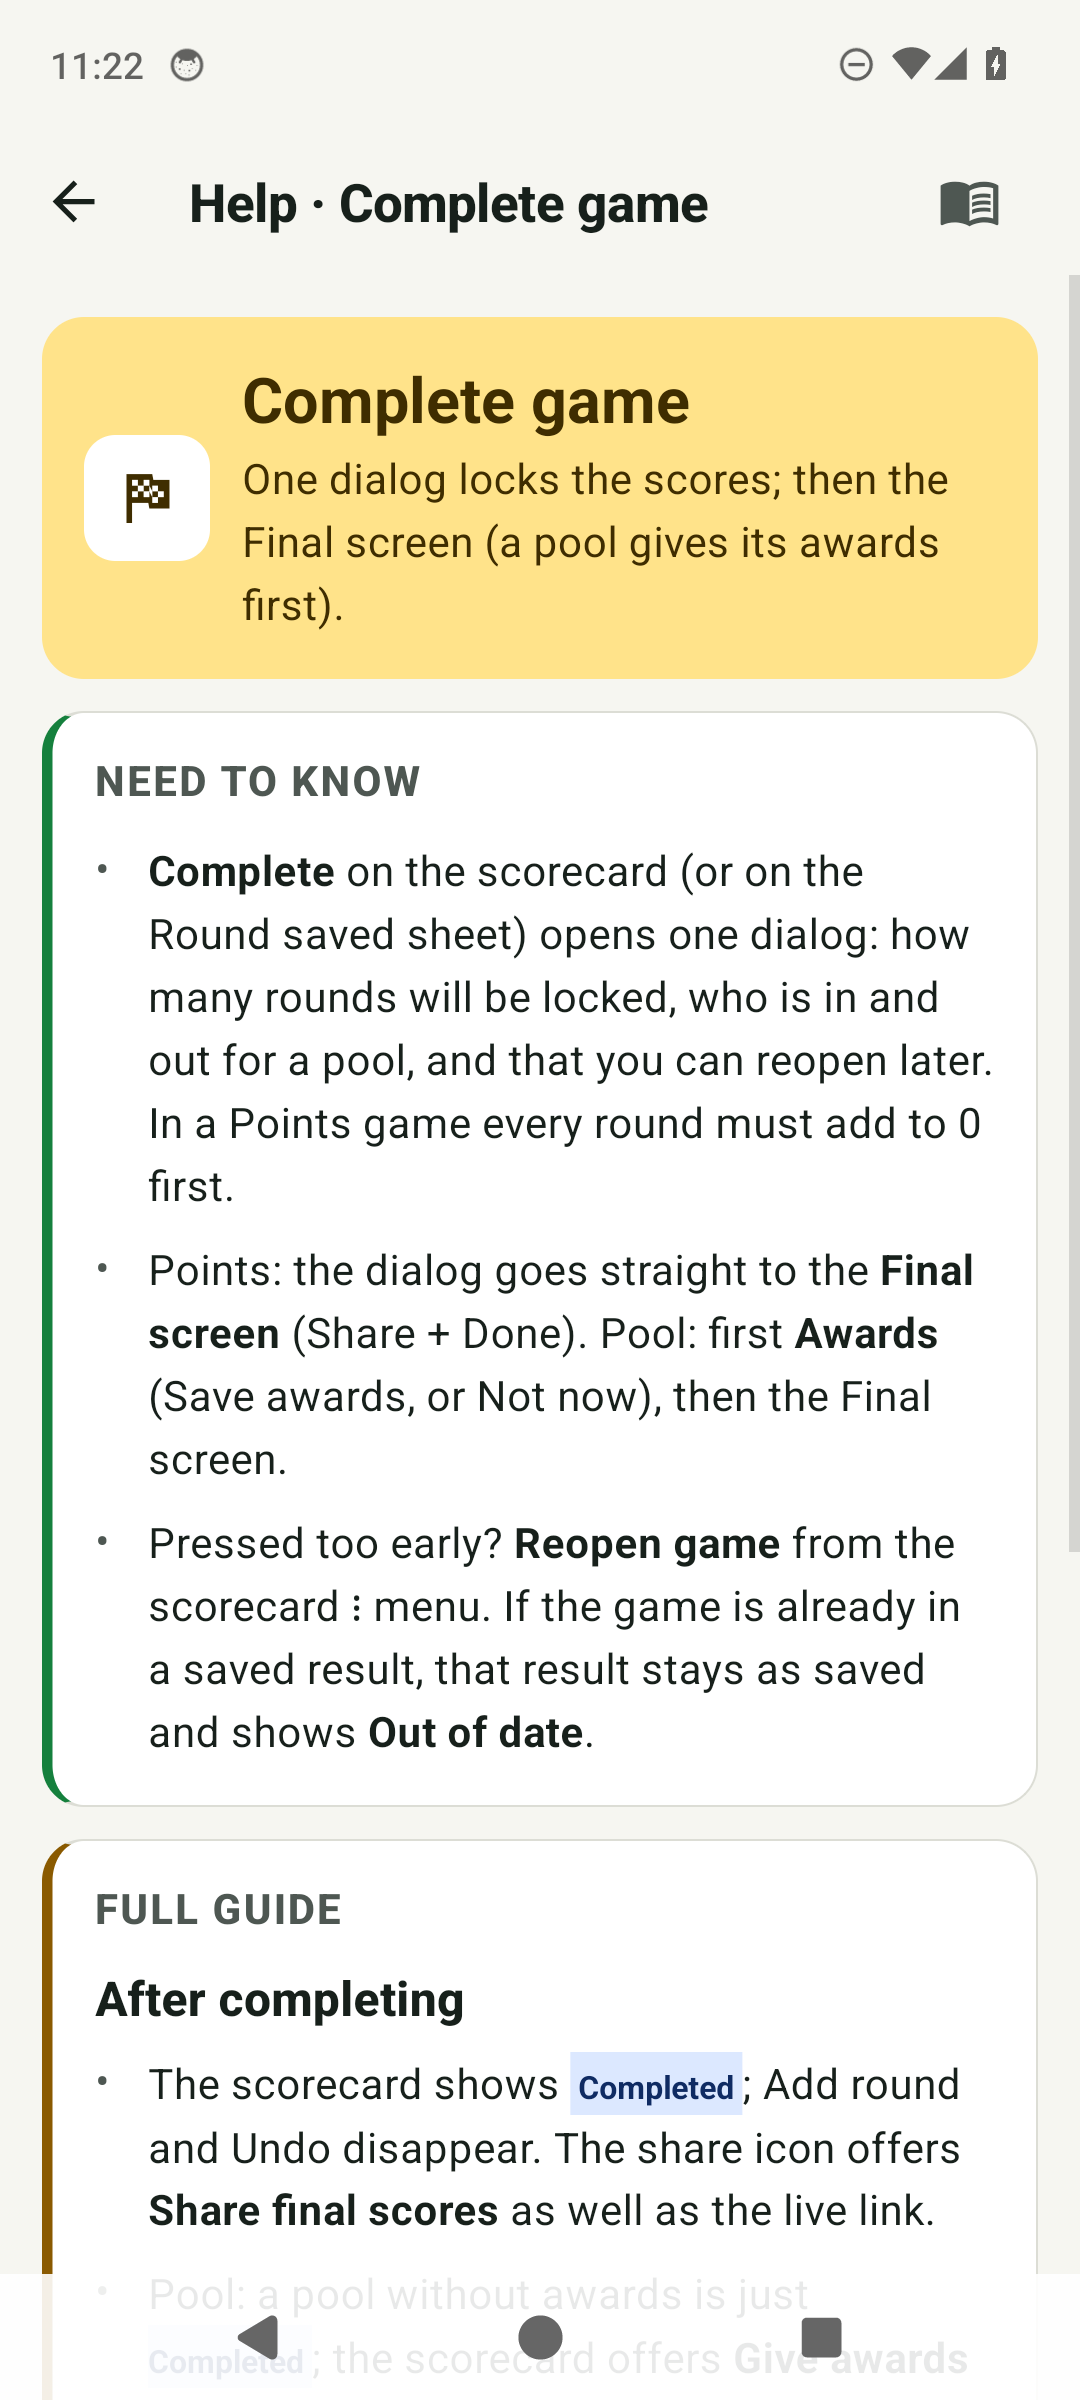 11:22
Help · Complete game
Complete game
One dialog locks the scores; then the
Final screen (a pool gives its awards
first).
NEED TO KNOW
• Complete on the scorecard (or on the
Round saved sheet) opens one dialog: how
many rounds will be locked, who is in and
out for a pool, and that you can reopen later.
In a Points game every round must add to 0
first.
• Points: the dialog goes straight to the Final
screen (Share + Done). Pool: first Awards
(Save awards, or Not now), then the Final
screen.
• Pressed too early? Reopen game from the
scorecard ⋮ menu. If the game is already in
a saved result, that result stays as saved
and shows Out of date.
FULL GUIDE
After completing
• The scorecard shows Completed; Add round
and Undo disappear. The share icon offers
Share final scores as well as the live link.
• Pool: a pool without awards is just
Completed; the scorecard offers Give awards